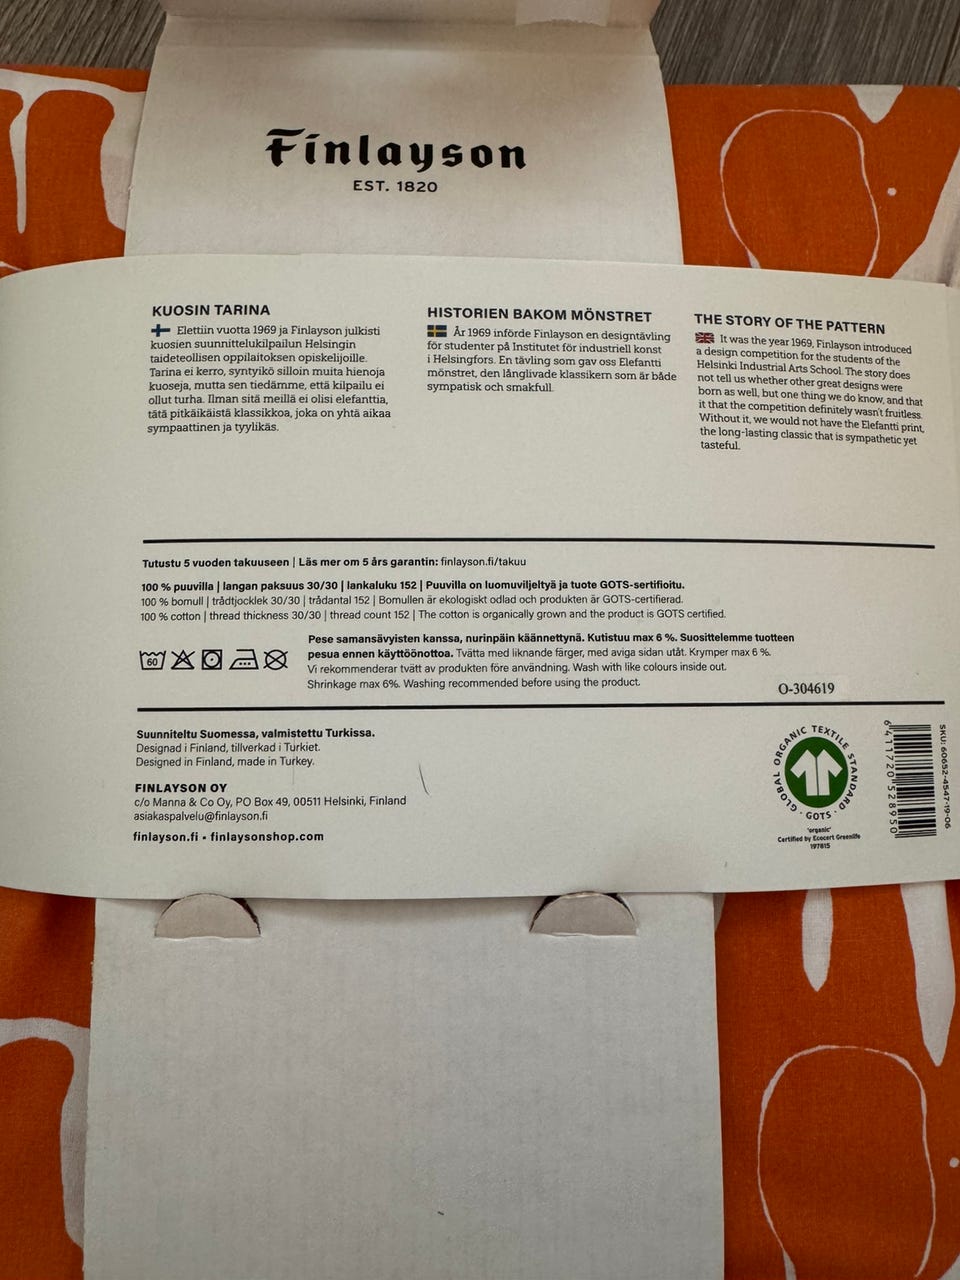 Finlayson
EST. 1820
KUOSIN TARINA
Elettiin vuotta 1969 ja Finlayson julkisti
kuosien suunnittelukilpailun Helsingin
taideteollisen oppilaitoksen opiskelijoille.
Tarina ei kerro, syntyikö silloin muita hienoja
kuoseja, mutta sen tiedämme, että kilpailu ei
ollut turha. Ilman sitä meillä ei olisi elefanttia,
tätä pitkäikäistä klassikkoa, joka on yhtä aikaa
sympaattinen ja tyylikäs.
HISTORIEN BAKOM MÖNSTRET
År 1969 införde Finlayson en designtävling
för studenter på Institutet för industriell konst
i Helsingfors. En tävling som gav oss Elefantti
mönstret, den långlivade klassikern som är både
sympatisk och smakfull.
THE STORY OF THE PATTERN
It was the year 1969, Finlayson introduced
a design competition for the students of the
Helsinki Industrial Arts School. The story does
not tell us whether other great designs were
born as well, but one thing we do know, and that
it that the competition definitely wasn't fruitless.
Without it, we would not have the Elefantti print,
the long-lasting classic that is sympathetic yet
tasteful.
Tutustu 5 vuoden takuuseen | Läs mer om 5 års garantin: finlayson.fi/takuu
100 % puuvilla | langan paksuus 30/30 | lankaluku 152 | Puuvilla on luomuviljeltyä ja tuote GOTS-sertifioitu.
100 % bomull | trådtjocklek 30/30 | trådantal 152 | Bomullen är ekologiskt odlad och produkten är GOTS-certifierad.
100 % cotton | thread thickness 30/30 | thread count 152 | The cotton is organically grown and the product is GOTS certified.
60
Pese samansävyisten kanssa, nurinpäin käännettynä. Kutistuu max 6 %. Suosittelemme tuotteen
pesua ennen käyttöönottoa. Tvätta med liknande färger, med aviga sidan utåt. Krymper max 6 %.
Vi rekommenderar tvätt av produkten före användning. Wash with like colours inside out.
Shrinkage max 6%. Washing recommended before using the product.
O-304619
Suunniteltu Suomessa, valmistettu Turkissa.
Designad i Finland, tillverkad i Turkiet.
Designed in Finland, made in Turkey.
FINLAYSON OY
c/o Manna & Co Oy, PO Box 49, 00511 Helsinki, Finland
asiakaspalvelu@finlayson.fi
finlayson.fi • finlaysonshop.com
GLOBAL ORGANIC TEXTILE STANDARD · GOTS ·
'organic'
Certified by Ecocert Greenlife
197815
6411720528950
SKU: 60652-4547-19-06